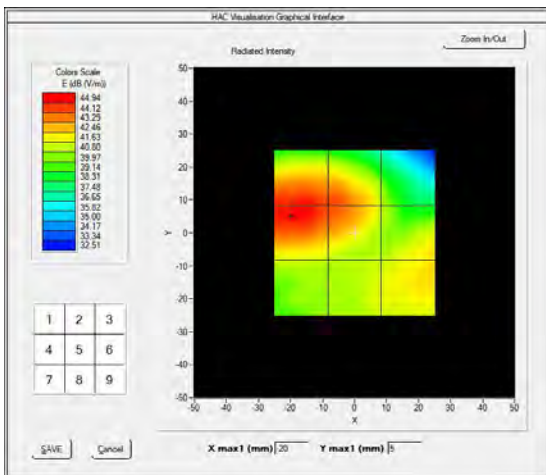 HAC Visualisation Graphical Interface
Zoom In/Out
Radiated Intensity
Colors Scale
E (dB (V/m))
44.94
44.12
43.25
42.46
41.63
40.80
39.97
39.14
38.31
37.48
36.65
35.82
35.00
34.17
33.34
32.51
50
40
30
20
10
0
-10
-20
-30
-40
-50
Y
-50 -40 -30 -20 -10 0 10 20 30 40 50
X
1 2 3
4 5 6
7 8 9
SAVE Cancel X max1 (mm) 20 Y max1 (mm) 5